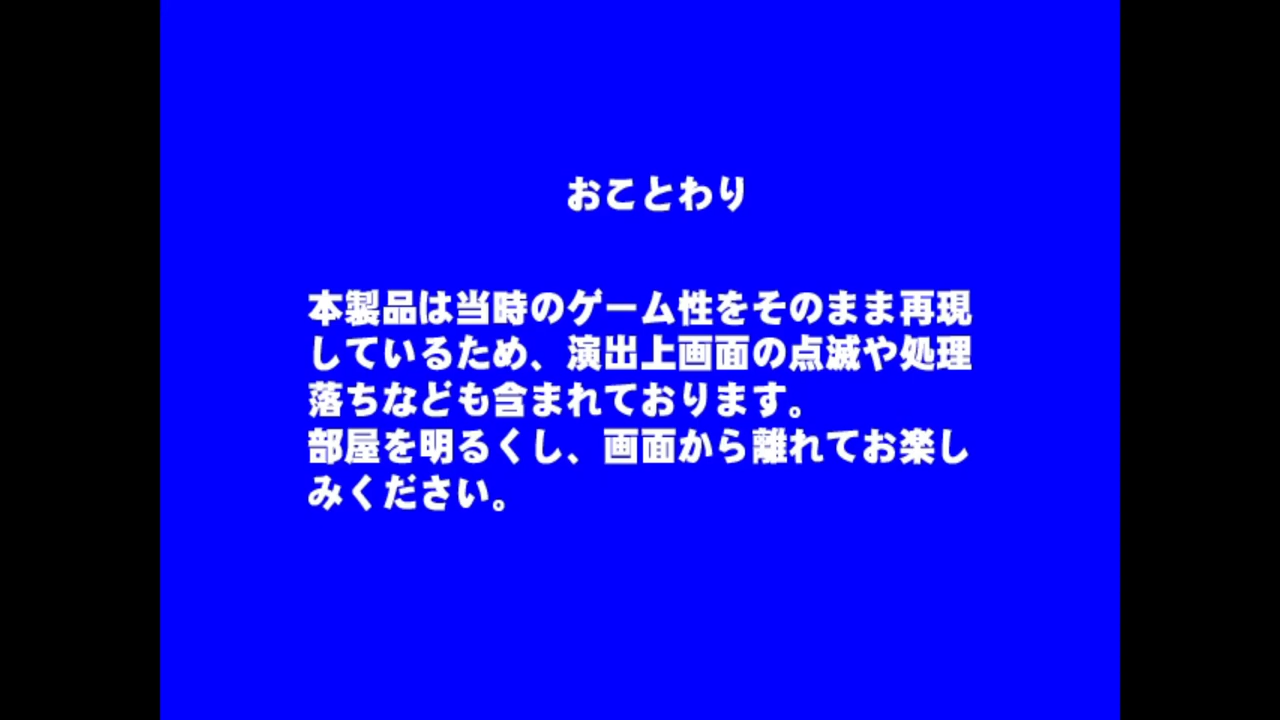 おことわり
本製品は当時のゲーム性をそのまま再現
しているため、演出上画面の点滅や処理
落ちなども含まれております。
部屋を明るくし、画面から離れてお楽し
みください。